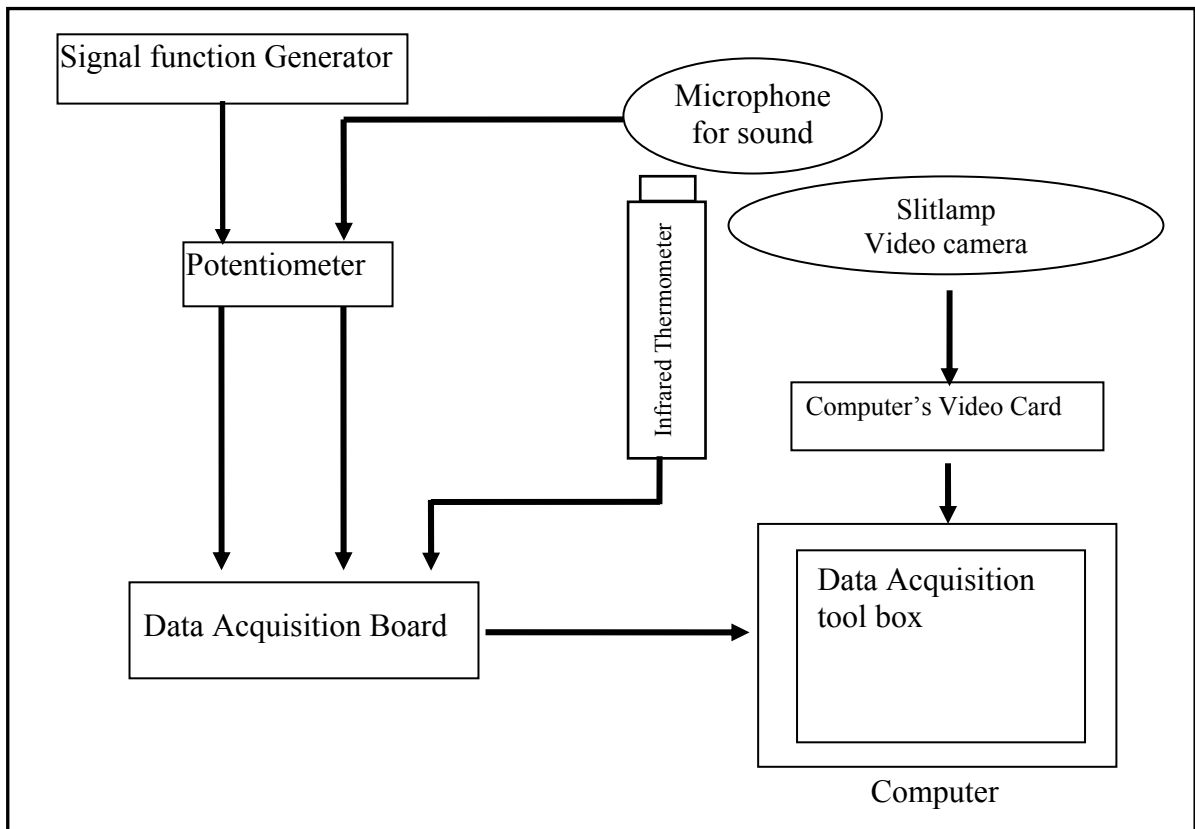 Signal function Generator
Microphone
for sound
Slitlamp
Video camera
Potentiometer
Infrared Thermometer
Computer’s Video Card
Data Acquisition Board
Data Acquisition
tool box
Computer